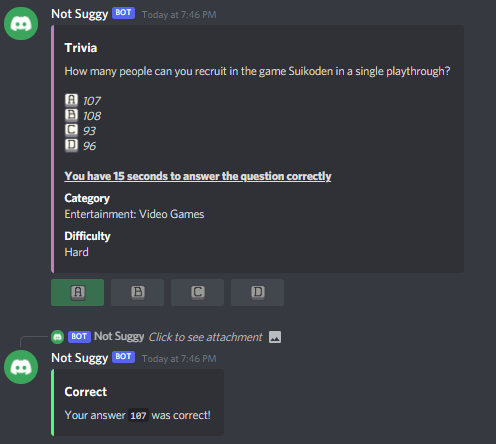 Not Suggy BOT Today at 7:46 PM
Trivia
How many people can you recruit in the game Suikoden in a single playthrough?
A 107
B 108
C 93
D 96
You have 15 seconds to answer the question correctly
Category
Entertainment: Video Games
Difficulty
Hard
A B C D
BOT Not Suggy Click to see attachment
Not Suggy BOT Today at 7:46 PM
Correct
Your answer 107 was correct!